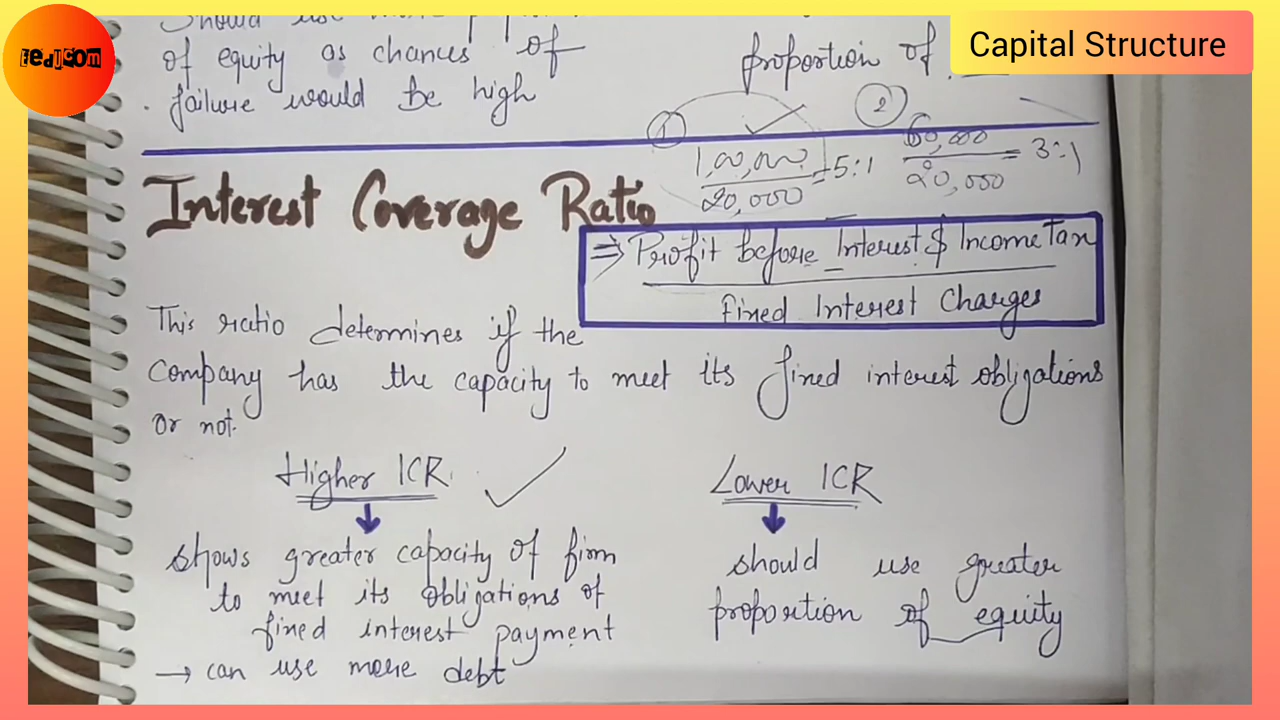 FEDUCOM
Capital Structure
of equity as chances of
failure would be high
proportion of
1
2
1,00,000
20,000
= 5:1
60,000
20,000
= 3:1
Interest Coverage Ratio
⇒ Profit before Interest & Income Tax
Fixed Interest Charges
This ratio determines if the
company has the capacity to meet its fixed interest obligations
or not.
Higher ICR
Lower ICR
shows greater capacity of firm
to meet its obligations of
fixed interest payment
→ can use more debt
should use greater
proportion of equity